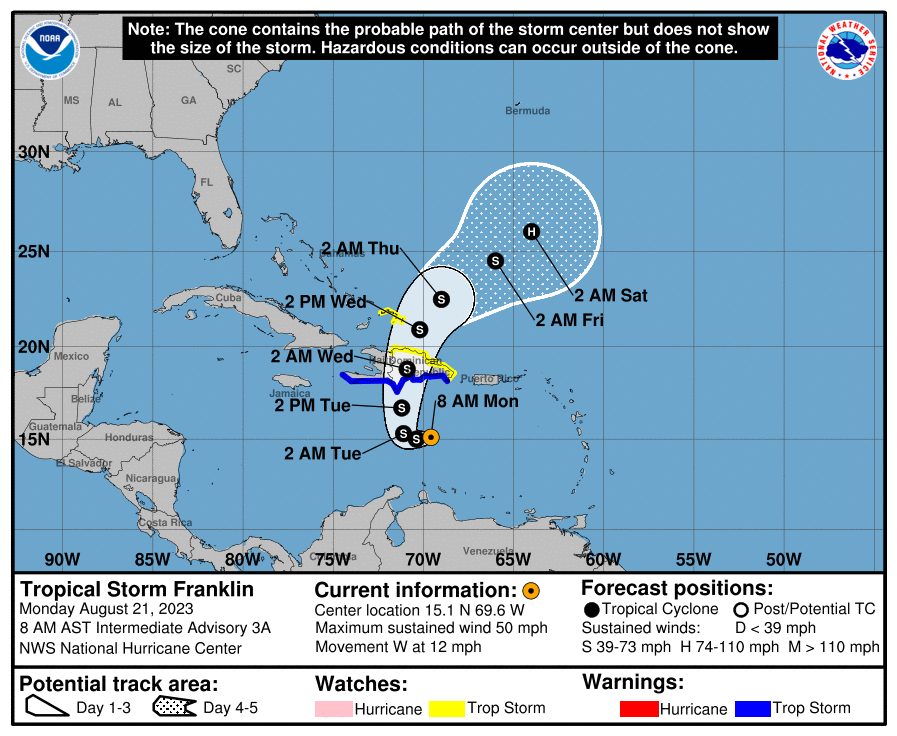 Note: The cone contains the probable path of the storm center but does not show
the size of the storm. Hazardous conditions can occur outside of the cone.
NOAA
NATIONAL WEATHER SERVICE
SC
MS
AL
GA
Bermuda
30N
FL
2 AM Thu
Bahamas
25N
2 AM Sat
2 PM Wed
2 AM Fri
Cuba
20N
2 AM Wed
Mexico
Haiti
Dominican
Republic
Puerto Rico
Jamaica
8 AM Mon
2 PM Tue
Belize
Guatemala
Honduras
15N
2 AM Tue
El Salvador
Nicaragua
Costa Rica
Venezuela
90W
85W
80W
75W
70W
60W
55W
50W
S
S
S
S
S
S
S
H
Tropical Storm Franklin
Monday August 21, 2023
8 AM AST Intermediate Advisory 3A
NWS National Hurricane Center
Current information:
Center location 15.1 N 69.6 W
Maximum sustained wind 50 mph
Movement W at 12 mph
Forecast positions:
Tropical Cyclone Post/Potential TC
Sustained winds: D < 39 mph
S 39-73 mph H 74-110 mph M > 110 mph
Potential track area:
Day 1-3 Day 4-5
Watches:
Hurricane Trop Storm
Warnings:
Hurricane Trop Storm